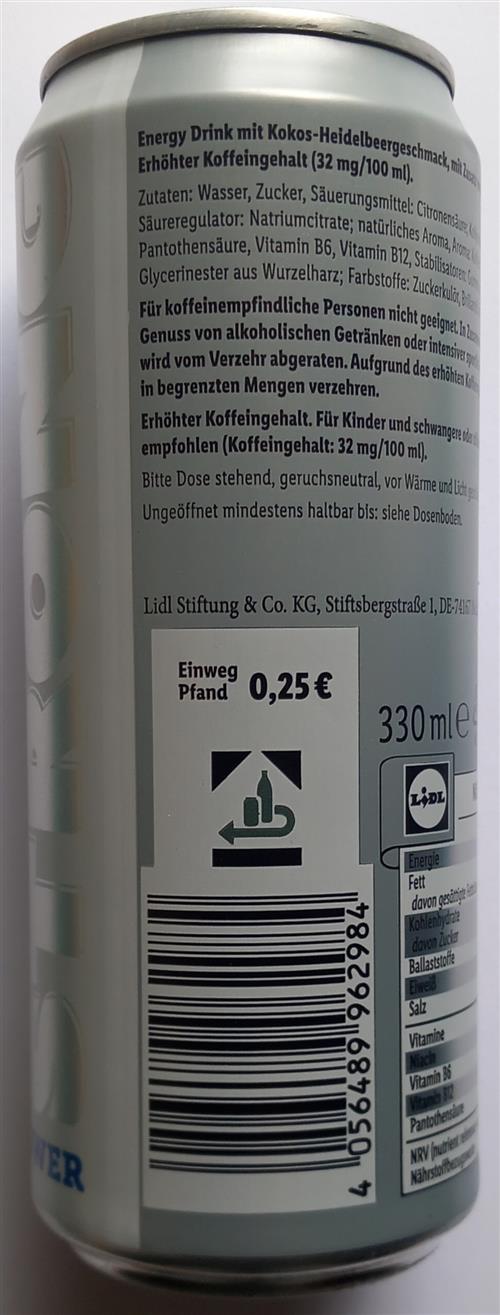 STRONG
WER
Energy Drink mit Kokos-Heidelbeergeschmack, mit
Erhöhter Koffeingehalt (32 mg/100 ml).
Zutaten: Wasser, Zucker, Säuerungsmittel: Citronensäure;
Säureregulator: Natriumcitrate; natürliches Aroma, Aroma:
Pantothensäure, Vitamin B6, Vitamin B12, Stabilisatoren:
Glycerinester aus Wurzelharz; Farbstoffe: Zuckerkulör,
Für koffeinempfindliche Personen nicht geeignet. In
Genuss von alkoholischen Getränken oder intensiver
wird vom Verzehr abgeraten. Aufgrund des erhöhten
in begrenzten Mengen verzehren.
Erhöhter Koffeingehalt. Für Kinder und schwangere oder
empfohlen (Koffeingehalt: 32 mg/100 ml).
Bitte Dose stehend, geruchsneutral, vor Wärme und Licht
Ungeöffnet mindestens haltbar bis: siehe Dosenboden.
Lidl Stiftung & Co. KG, Stiftsbergstraße 1, DE-74167
Einweg
Pfand 0,25 €
330 ml e
LIDL
Energie
Fett
davon gesättigte
Kohlenhydrate
davon Zucker
Ballaststoffe
Eiweiß
Salz
Vitamine
Niacin
Vitamin B6
Vitamin B12
Pantothensäure
NRV (nutrient
4 056489 962984